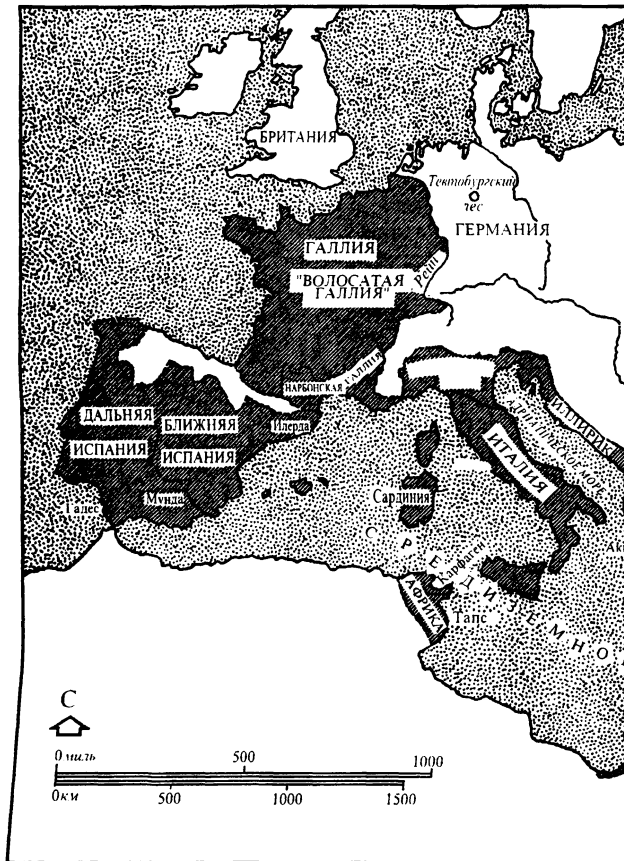 БРИТАНИЯ
Тевтобургский
лес
ГЕРМАНИЯ
ГАЛЛИЯ
"ВОЛОСАТАЯ
ГАЛЛИЯ"
НАРБОНСКАЯ
ГАЛЛИЯ
ДАЛЬНЯЯ
ИСПАНИЯ
БЛИЖНЯЯ
ИСПАНИЯ
Илерда
Мунда
Гадес
ИЛЛИРИК
ИТАЛИЯ
Сардиния
Карфаген
АФРИКА
Тапс
СРЕДИЗЕМНО
С
0 миль 500 1000
0 км 500 1000 1500